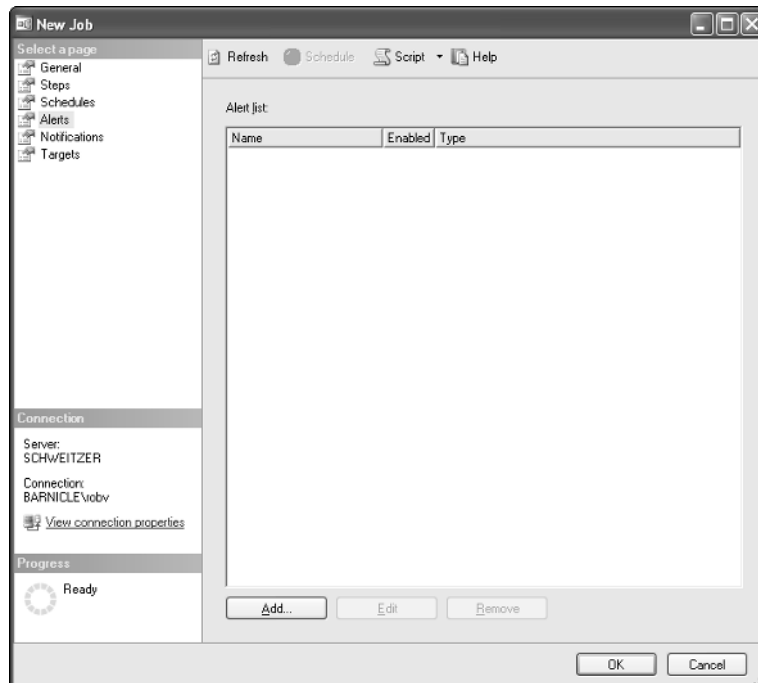 New Job
Select a page
General
Steps
Schedules
Alerts
Notifications
Targets
Refresh Schedule Script Help
Alert list:
Name Enabled Type
Connection
Server:
SCHWEITZER
Connection:
BARNICLE\robv
View connection properties
Progress
Ready
Add... Edit Remove
OK Cancel